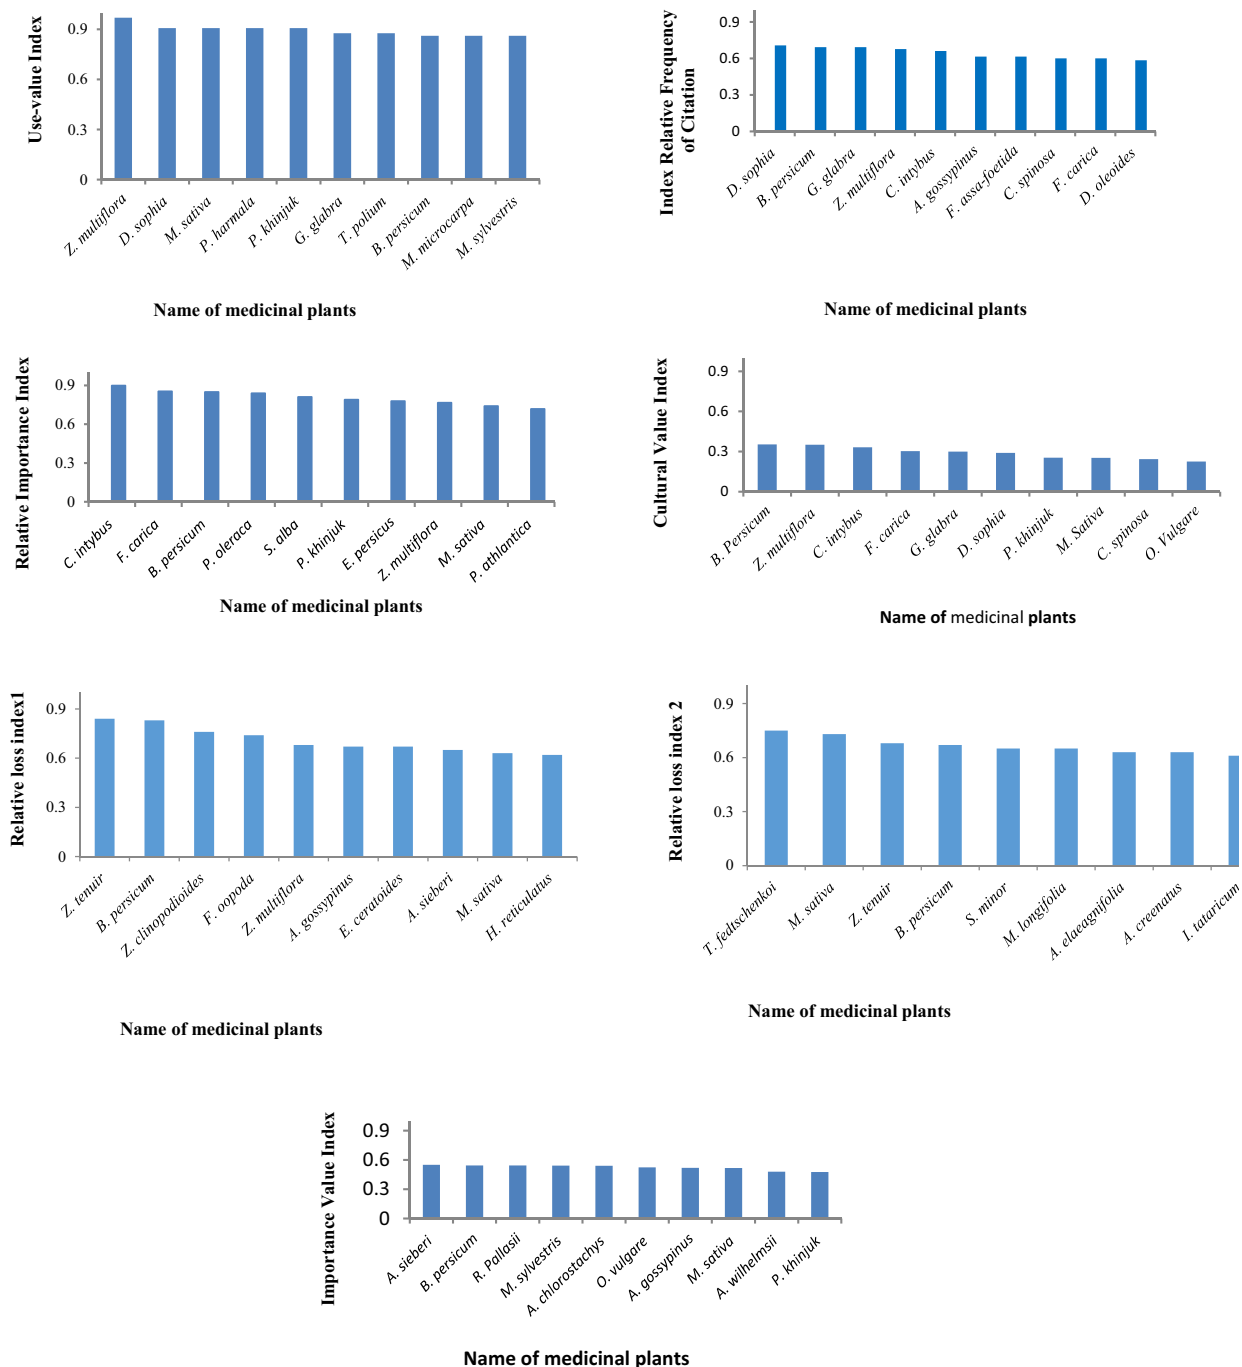 Use-value Index
0.9
0.6
0.3
0
Z. multiflora
D. sophia
M. sativa
P. harmala
P. khinjuk
G. glabra
T. polium
B. persicum
M. microcarpa
M. sylvestris
Name of medicinal plants
Index Relative Frequency
of Citation
0.9
0.6
0.3
0
D. sophia
B. persicum
G. glabra
Z. multiflora
C. intybus
A. gossypinus
F. assa-foetida
C. spinosa
F. carica
D. oleoides
Name of medicinal plants
Relative Importance Index
0.9
0.6
0.3
0
C. intybus
F. carica
B. persicum
P. oleraca
S. alba
P. khinjuk
E. persicus
Z. multiflora
M. sativa
P. athlantica
Name of medicinal plants
Cultural Value Index
0.9
0.6
0.3
0
B. Persicum
Z. multiflora
C. intybus
F. carica
G. glabra
D. sophia
P. khinjuk
M. Sativa
C. spinosa
O. Vulgare
Name of medicinal plants
Relative loss index1
0.9
0.6
0.3
0
Z. tenuir
B. persicum
Z. clinopodioides
F. oopoda
Z. multiflora
A. gossypinus
E. ceratoides
A. sieberi
M. sativa
H. reticulatus
Name of medicinal plants
Relative loss index 2
0.9
0.6
0.3
0
T. fedtschenkoi
M. sativa
Z. tenuir
B. persicum
S. minor
M. longifolia
A. elaeagnifolia
A. creenatus
I. tataricum
Name of medicinal plants
Importance Value Index
0.9
0.6
0.3
0
A. sieberi
B. persicum
R. Pallasii
M. sylvestris
A. chlorostachys
O. vulgare
A. gossypinus
M. sativa
A. wilhelmsii
P. khinjuk
Name of medicinal plants